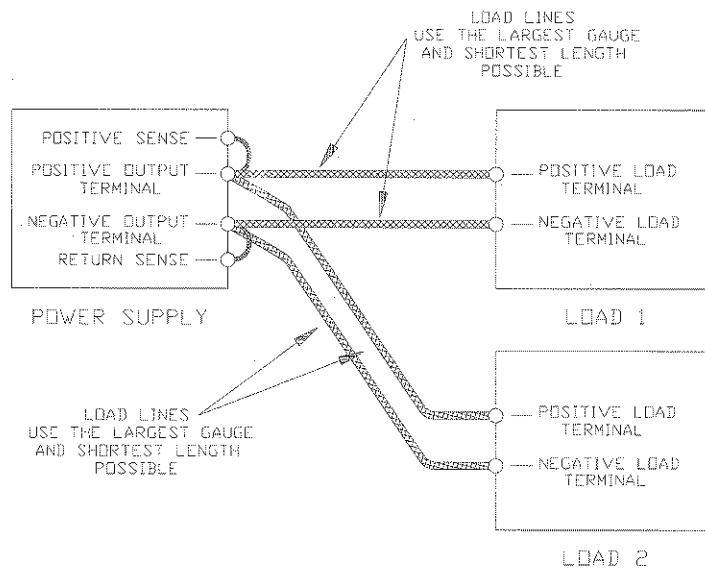 LOAD LINES
USE THE LARGEST GAUGE
AND SHORTEST LENGTH
POSSIBLE
POSITIVE SENSE
POSITIVE OUTPUT
TERMINAL
NEGATIVE OUTPUT
TERMINAL
RETURN SENSE
POWER SUPPLY
POSITIVE LOAD
TERMINAL
NEGATIVE LOAD
TERMINAL
LOAD 1
LOAD LINES
USE THE LARGEST GAUGE
AND SHORTEST LENGTH
POSSIBLE
POSITIVE LOAD
TERMINAL
NEGATIVE LOAD
TERMINAL
LOAD 2